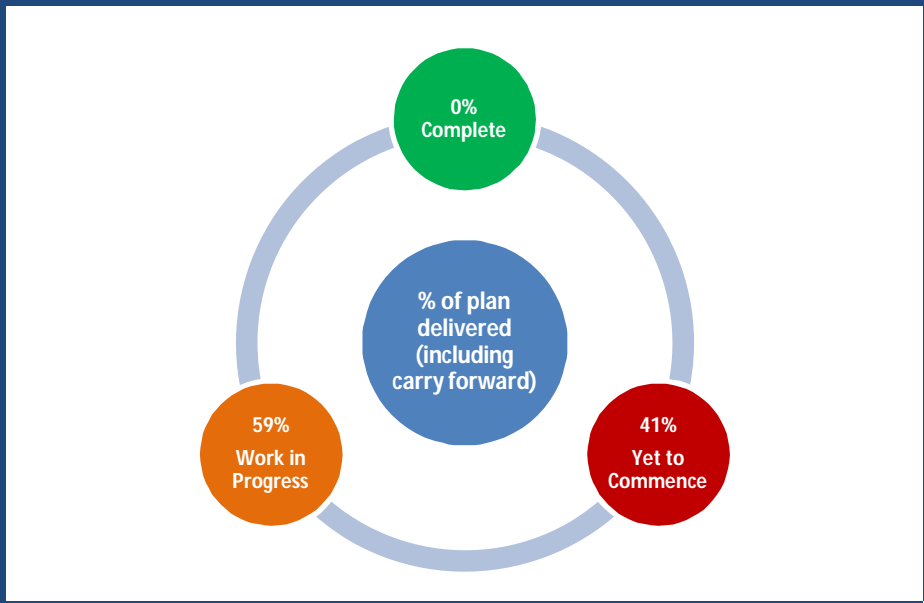 0%
Complete
% of plan
delivered
(including
carry forward)
59%
Work in
Progress
41%
Yet to
Commence